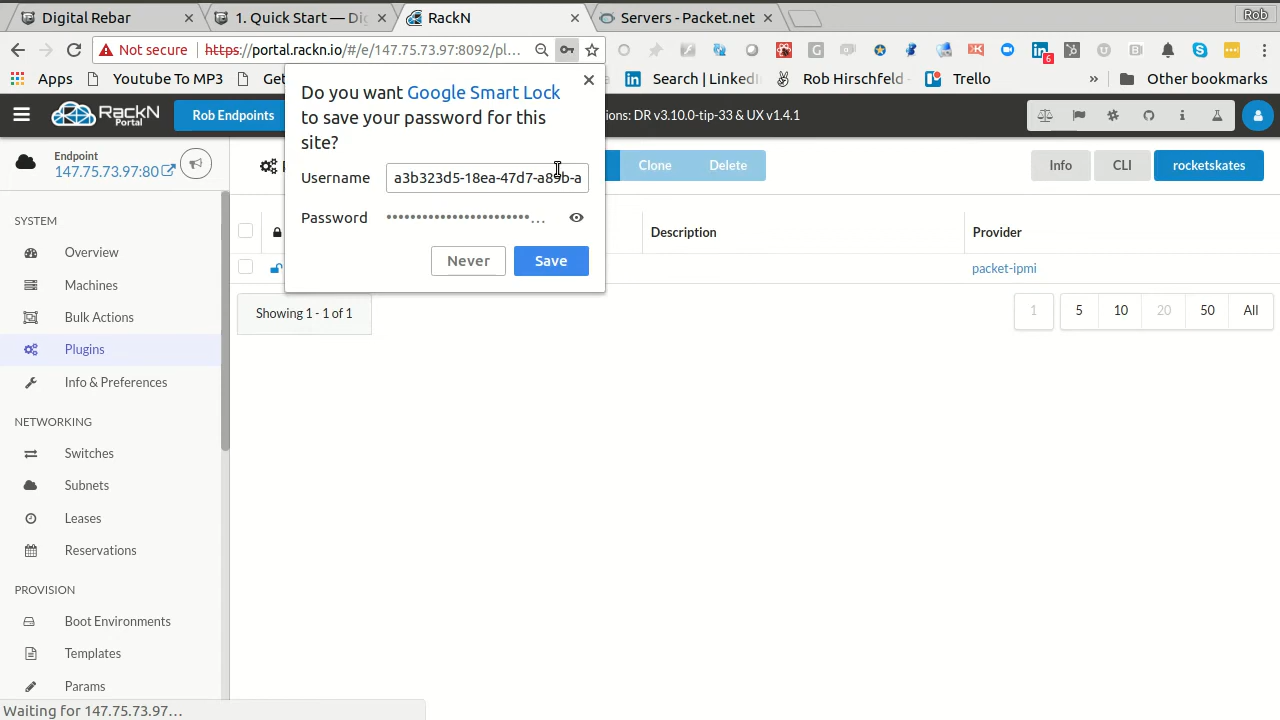 Digital Rebar
1. Quick Start — Di
RackN
Servers - Packet.net
Rob
Not secure
https://portal.rackn.io/#/e/147.75.73.97:8092/pl...
6
Apps
Youtube To MP3
Get
Search | LinkedI
Rob Hirschfeld
Trello
»
Other bookmarks
RACKN
Portal
Rob Endpoints
ions: DR v3.10.0-tip-33 & UX v1.4.1
Do you want Google Smart Lock
to save your password for this
site?
Username
a3b323d5-18ea-47d7-a89b-a
Password
••••••••••••••••••••••••...
Never
Save
Endpoint
147.75.73.97:80
Clone
Delete
Info
CLI
rocketskates
Description
Provider
packet-ipmi
Showing 1 - 1 of 1
1
5
10
20
50
All
SYSTEM
Overview
Machines
Bulk Actions
Plugins
Info & Preferences
NETWORKING
Switches
Subnets
Leases
Reservations
PROVISION
Boot Environments
Templates
Params
Waiting for 147.75.73.97...